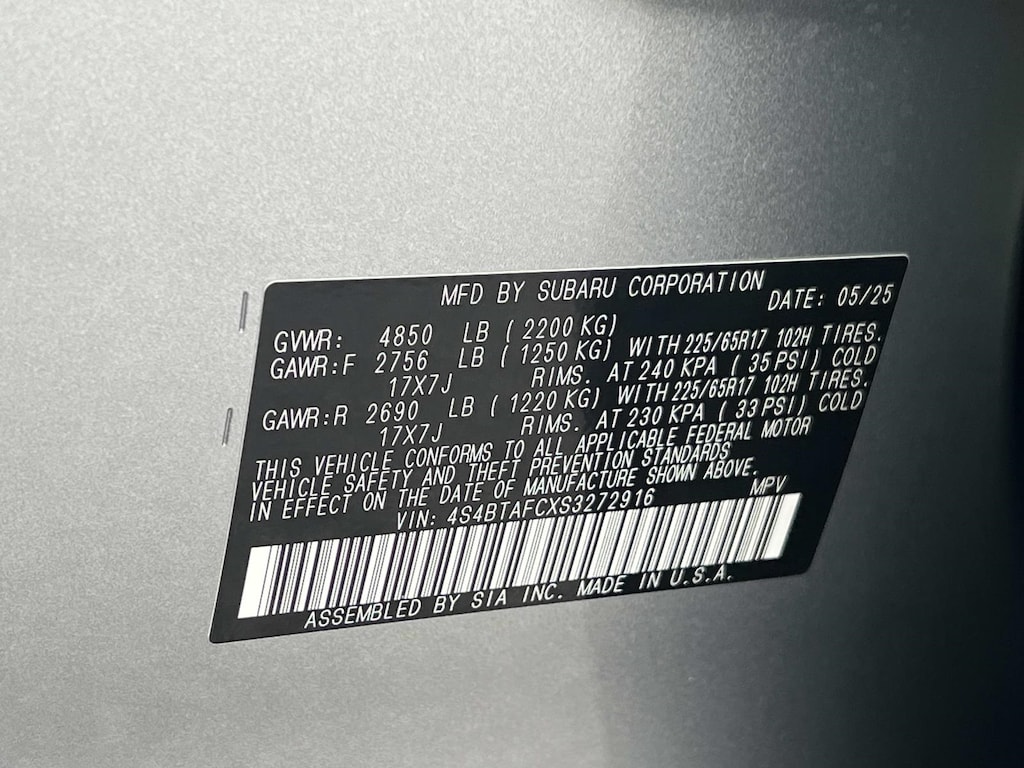 MFD BY SUBARU CORPORATION DATE: 05/25
GVWR: 4850 LB (2200 KG)
GAWR:F 2756 LB (1250 KG) WITH 225/65R17 102H TIRES.
17X7J RIMS. AT 240 KPA (35 PSI) COLD
GAWR:R 2690 LB (1220 KG) WITH 225/65R17 102H TIRES.
17X7J RIMS. AT 230 KPA (33 PSI) COLD
THIS VEHICLE CONFORMS TO ALL APPLICABLE FEDERAL MOTOR
VEHICLE SAFETY AND THEFT PREVENTION STANDARDS
IN EFFECT ON THE DATE OF MANUFACTURE SHOWN ABOVE.
VIN: 4S4BTAFCXS3272916 MPV
ASSEMBLED BY SIA INC. MADE IN U.S.A.